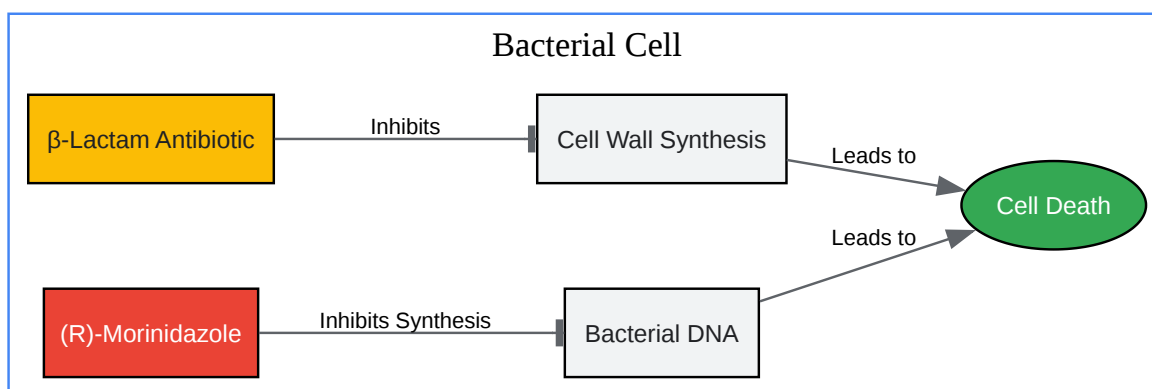 Bacterial Cell
β-Lactam Antibiotic
Inhibits
Cell Wall Synthesis
Leads to
Cell Death
Leads to
(R)-Morinidazole
Inhibits Synthesis
Bacterial DNA